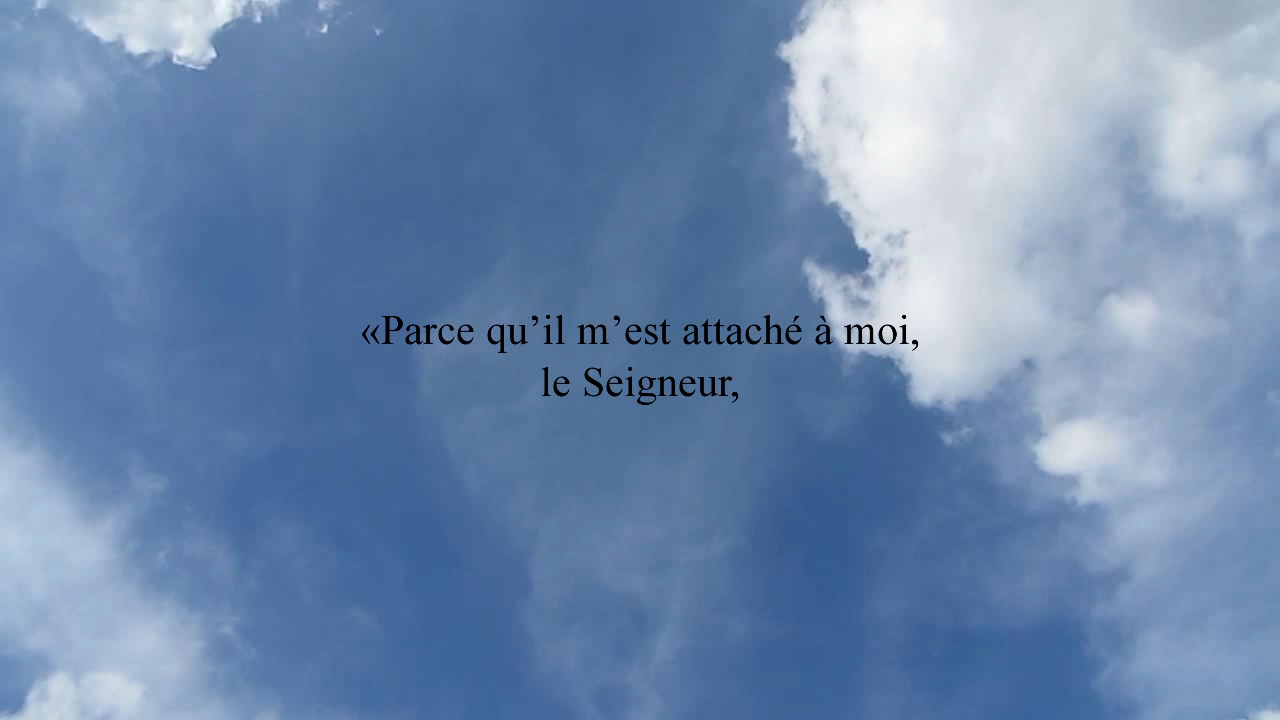 «Parce qu’il m’est attaché à moi,
le Seigneur,